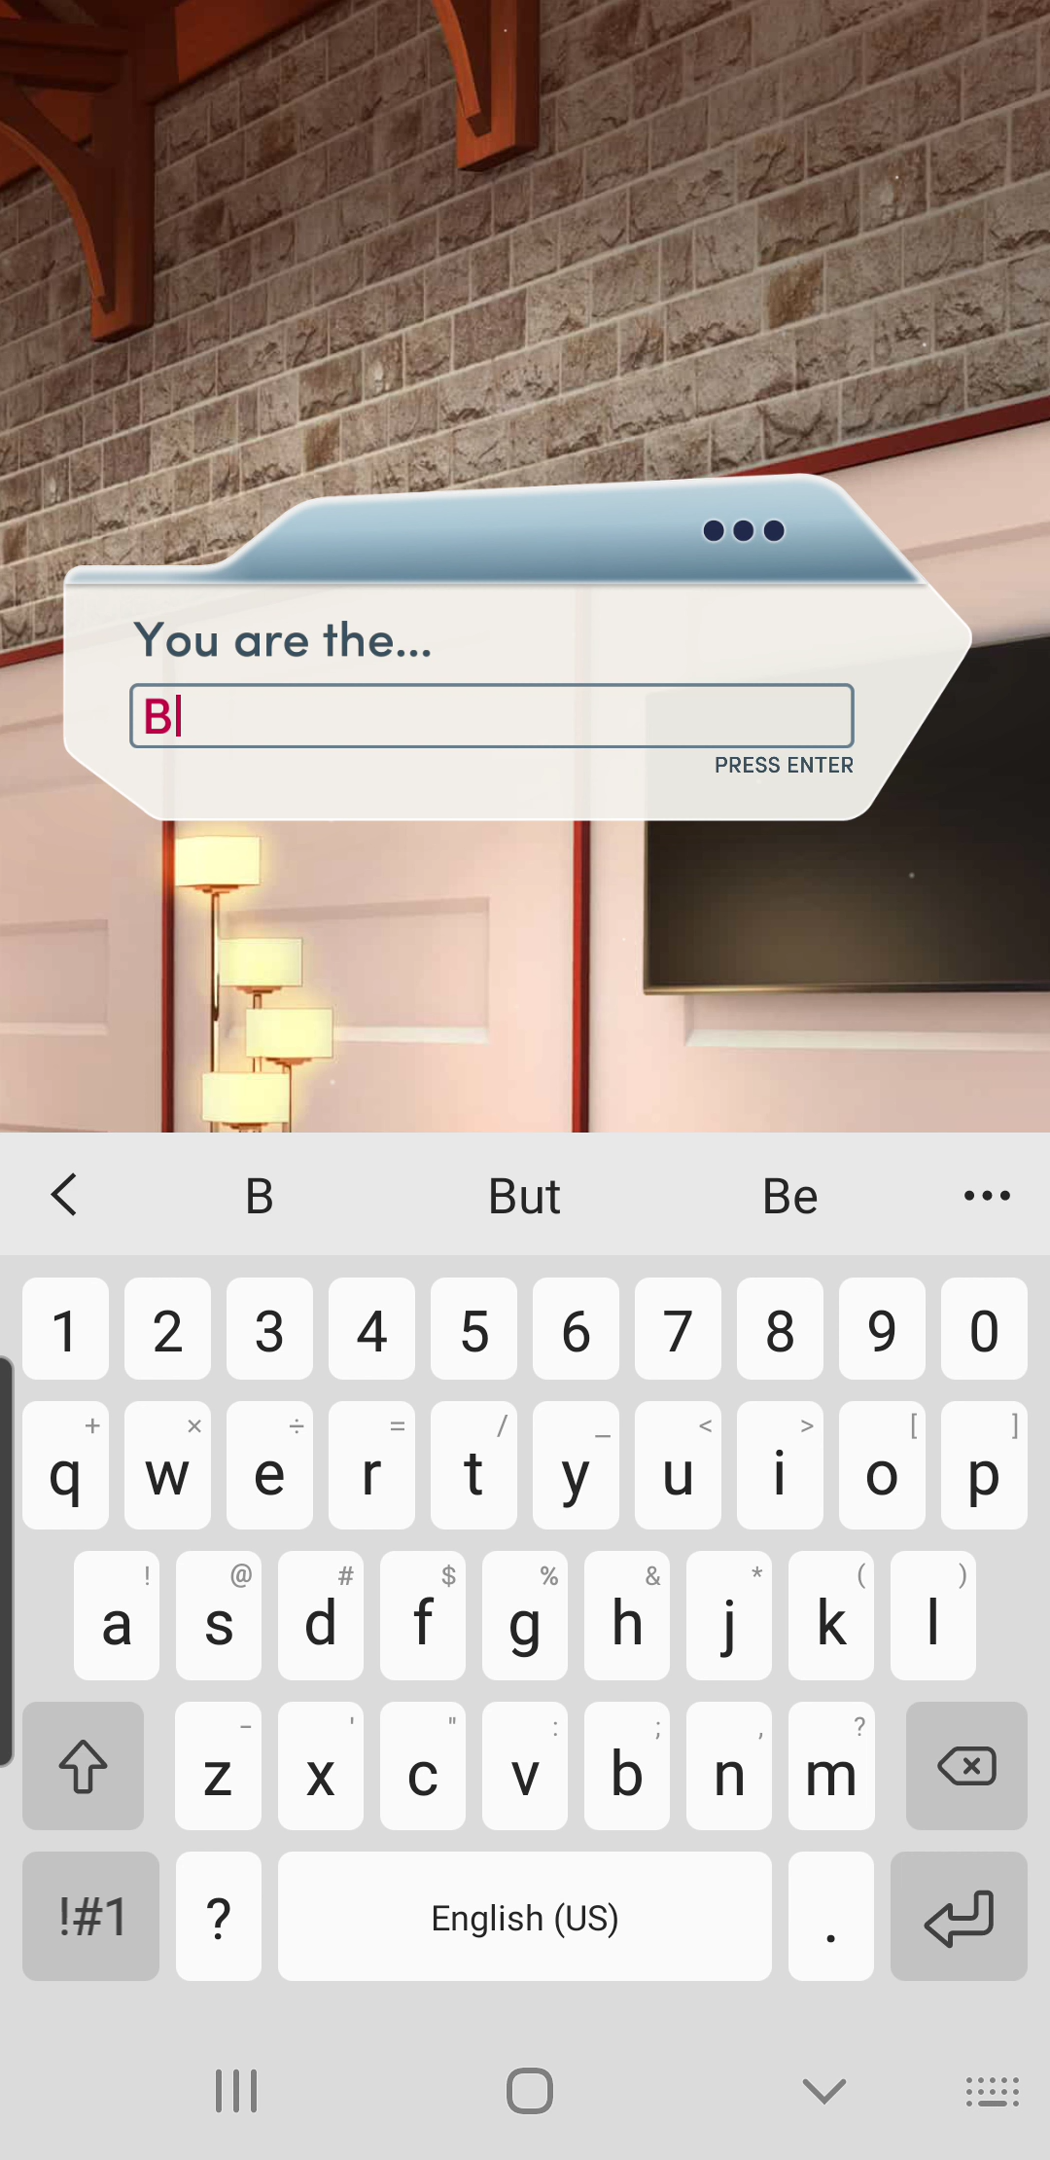 You are the...
B
PRESS ENTER
B But Be
1 2 3 4 5 6 7 8 9 0
+ × ÷ = / _ < > [ ]
q w e r t y u i o p
! @ # $ % & * ( )
a s d f g h j k l
- ' " : ; , ?
z x c v b n m
!#1 ? English (US) .